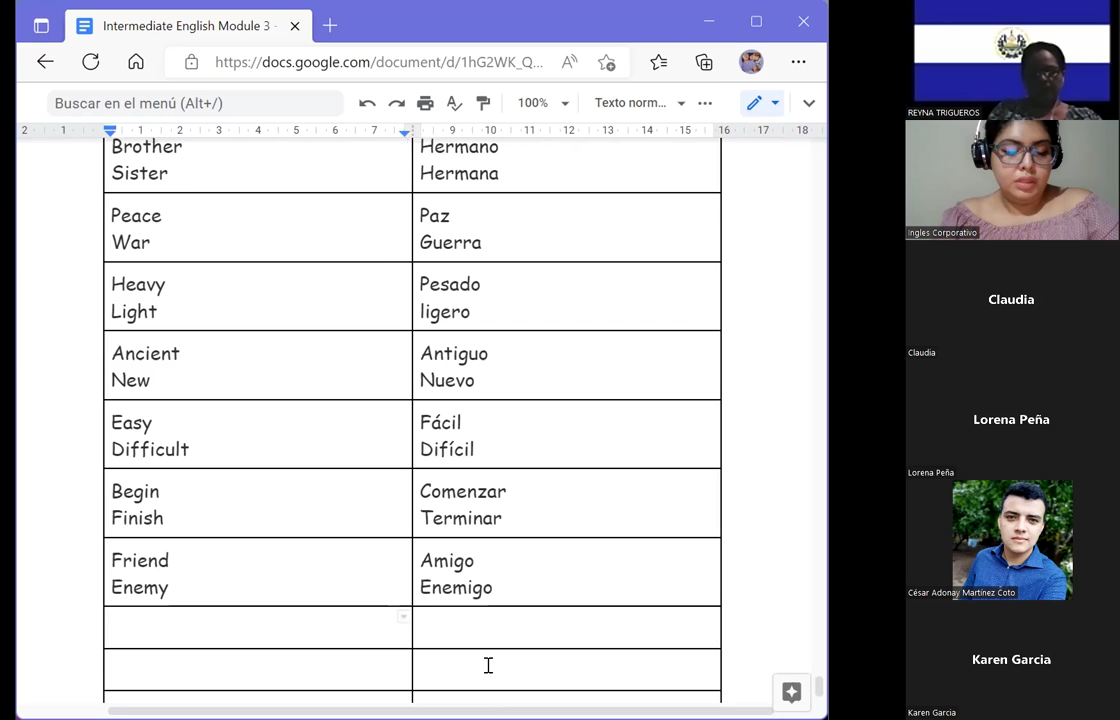 Intermediate English Module 3 -
https://docs.google.com/document/d/1hG2WK_Q...
Buscar en el menú (Alt+/)
100%
Texto norm...
2 1 1 2 3 4 5 6 7 9 10 11 12 13 14 15 16 17 18
Brother Hermano
Sister Hermana
Peace Paz
War Guerra
Heavy Pesado
Light ligero
Ancient Antiguo
New Nuevo
Easy Fácil
Difficult Difícil
Begin Comenzar
Finish Terminar
Friend Amigo
Enemy Enemigo
REYNA TRIGUEROS
Ingles Corporativo
Claudia
Claudia
Lorena Peña
Lorena Peña
César Adonay Martínez Coto
Karen Garcia
Karen Garcia